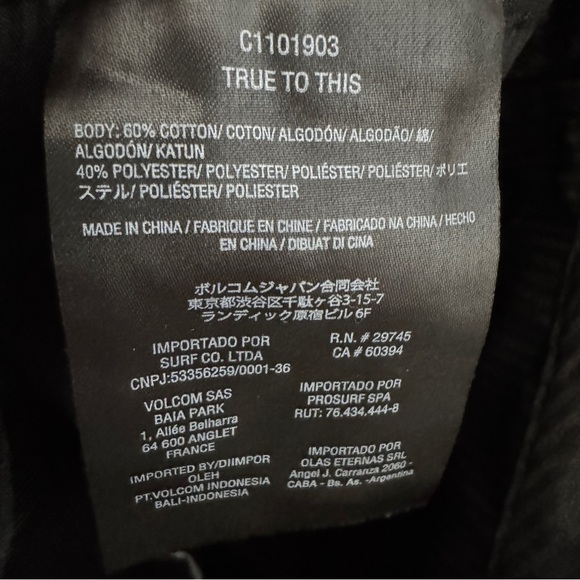 C1101903
TRUE TO THIS
BODY: 60% COTTON/ COTON/ ALGODÓN/ ALGODÃO/ 綿/
ALGODÓN/ KATUN
40% POLYESTER/ POLYESTER/ POLIÉSTER/ POLIÉSTER/ ポリエ
ステル/ POLIÉSTER/ POLIESTER
MADE IN CHINA / FABRIQUE EN CHINE / FABRICADO NA CHINA / HECHO
EN CHINA / DIBUAT DI CINA
ボルコムジャパン合同会社
東京都渋谷区千駄ヶ谷3-15-7
ランディック原宿ビル 6F
IMPORTADO POR
SURF CO. LTDA
CNPJ:53356259/0001-36
VOLCOM SAS
BAIA PARK
1, Allée Belharra
64 600 ANGLET
FRANCE
IMPORTED BY/DIIMPOR
OLEH
PT.VOLCOM INDONESIA
BALI-INDONESIA
R.N. # 29745
CA # 60394
IMPORTADO POR
PROSURF SPA
RUT: 76.434.444-8
IMPORTADO POR
OLAS ETERNAS SRL
Angel J. Carranza 2060 -
CABA - Bs. As. -Argentina